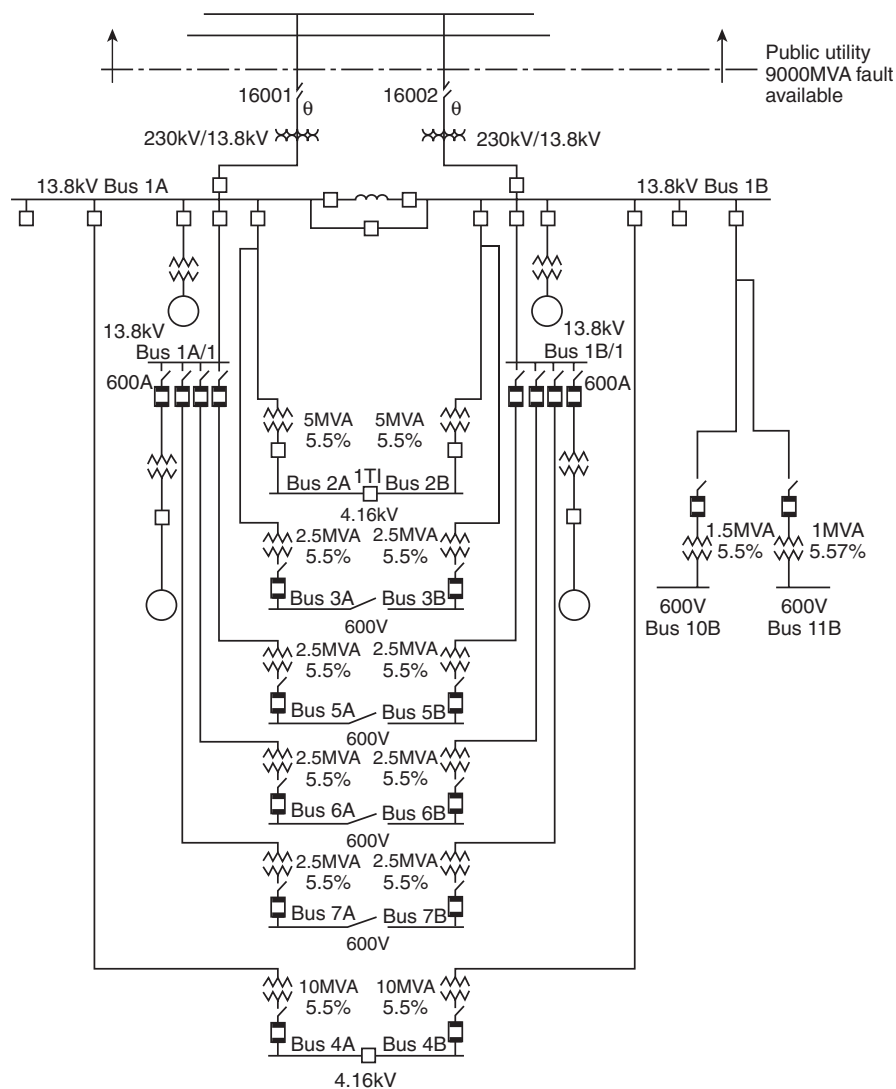 Public utility
9000MVA fault
available
16001
θ
16002
θ
230kV/13.8kV
230kV/13.8kV
13.8kV Bus 1A
13.8kV Bus 1B
13.8kV
Bus 1A/1
13.8kV
Bus 1B/1
600A
600A
5MVA
5.5%
5MVA
5.5%
Bus 2A
1TI
Bus 2B
4.16kV
2.5MVA
5.5%
2.5MVA
5.5%
Bus 3A
Bus 3B
600V
1.5MVA
5.5%
1MVA
5.57%
600V
Bus 10B
600V
Bus 11B
2.5MVA
5.5%
2.5MVA
5.5%
Bus 5A
Bus 5B
600V
2.5MVA
5.5%
2.5MVA
5.5%
Bus 6A
Bus 6B
600V
2.5MVA
5.5%
2.5MVA
5.5%
Bus 7A
Bus 7B
600V
10MVA
5.5%
10MVA
5.5%
Bus 4A
Bus 4B
4.16kV